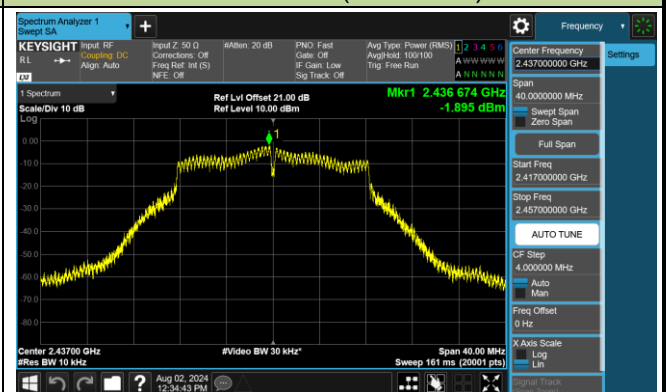 Spectrum Analyzer 1
Swept SA
+
Frequency
KEYSIGHT
Input: RF
Coupling: DC
Align: Auto
Input Z: 50 Ω
Corrections: Off
Freq Ref: Int (S)
NFE: Off
#Atten: 20 dB
PNO: Fast
Gate: Off
IF Gain: Low
Sig Track: Off
Avg Type: Power (RMS)
Avg|Hold: 100/100
Trig: Free Run
1 2 3 4 5 6
A W W W W W
A N N N N N
RL
LXI
1 Spectrum
Scale/Div 10 dB
Log
Ref Lvl Offset 21.00 dB
Ref Level 10.00 dBm
Mkr1 2.436 674 GHz
-1.895 dBm
1
0.00
-10.0
-20.0
-30.0
-40.0
-50.0
-60.0
-70.0
-80.0
Center 2.43700 GHz
#Res BW 10 kHz
#Video BW 30 kHz*
Span 40.00 MHz
Sweep 161 ms (20001 pts)
Aug 02, 2024
12:34:43 PM
Center Frequency
2.437000000 GHz
Settings
Span
40.0000000 MHz
Swept Span
Zero Span
Full Span
Start Freq
2.417000000 GHz
Stop Freq
2.457000000 GHz
AUTO TUNE
CF Step
4.000000 MHz
Auto
Man
Freq Offset
0 Hz
X Axis Scale
Log
Lin
Signal Track